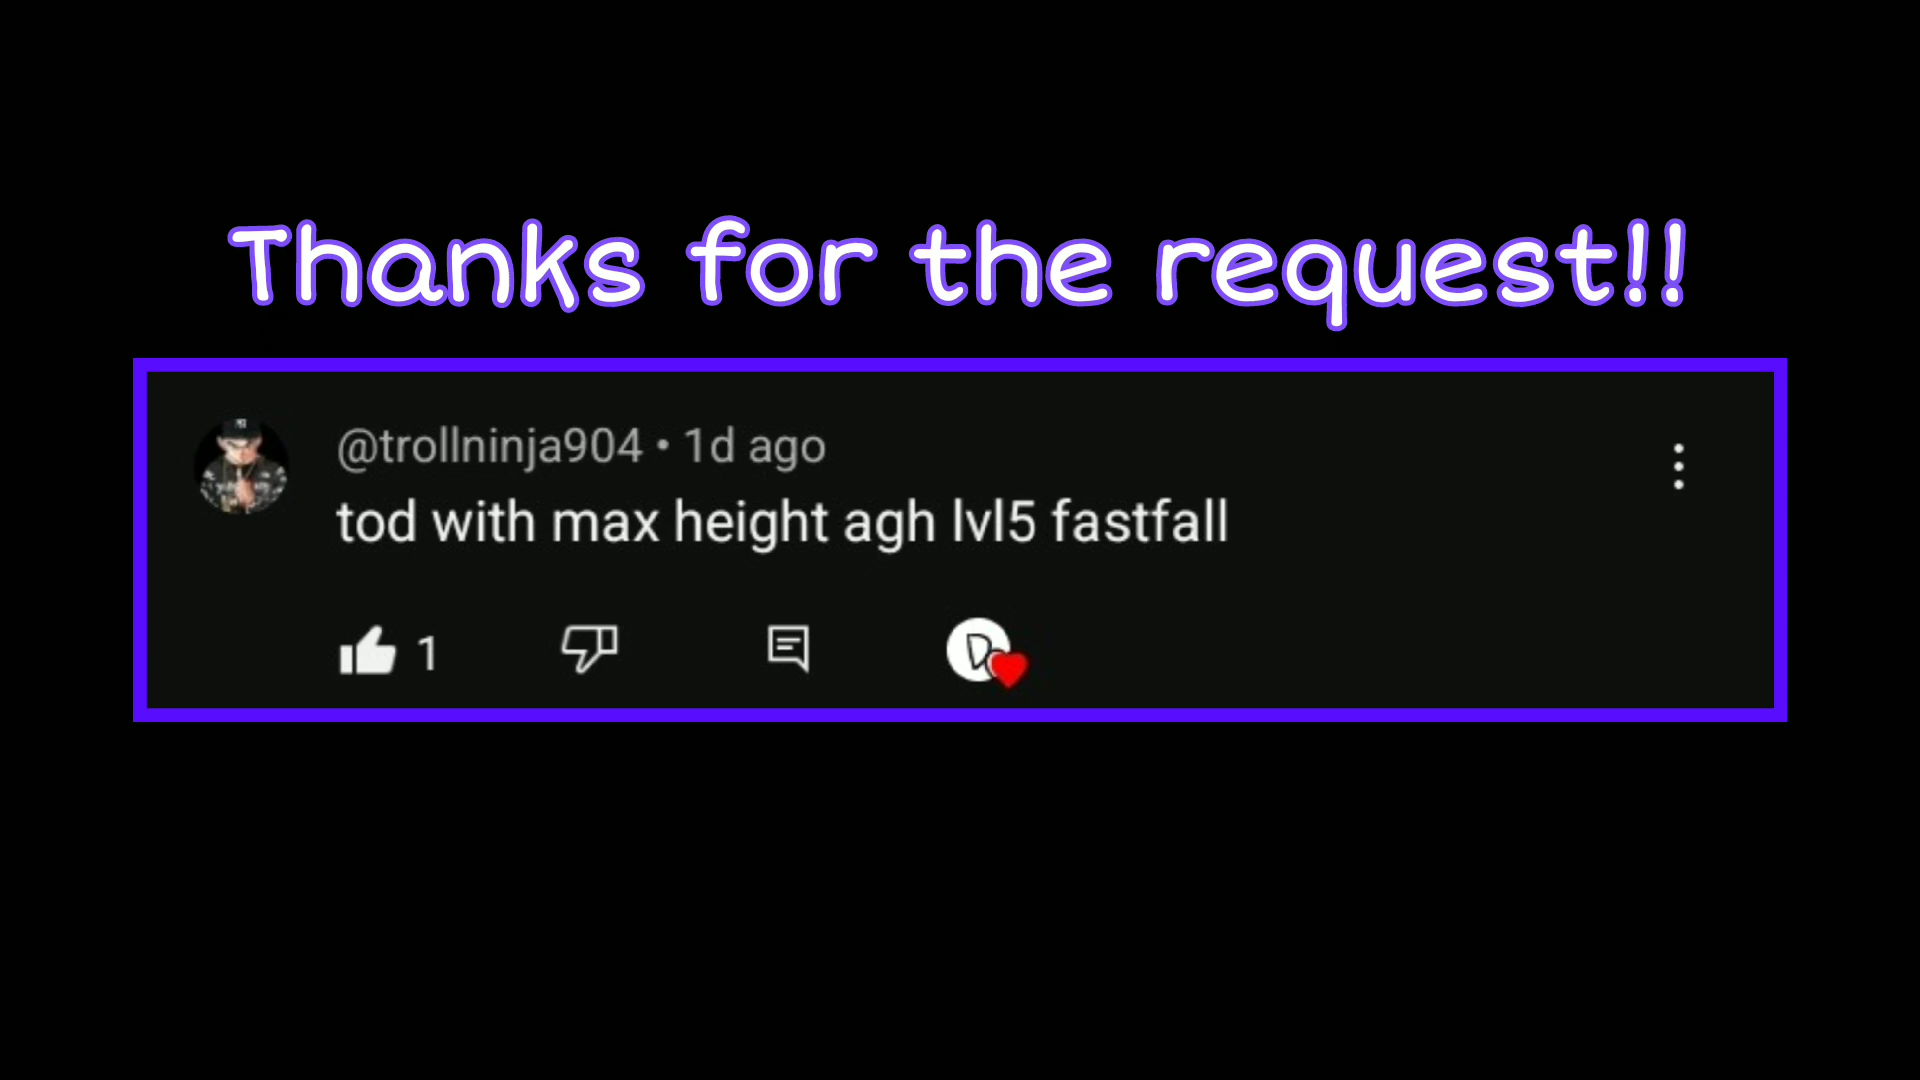 Thanks for the request!!
@trollninja904 • 1d ago
tod with max height agh lvl5 fastfall
1
D